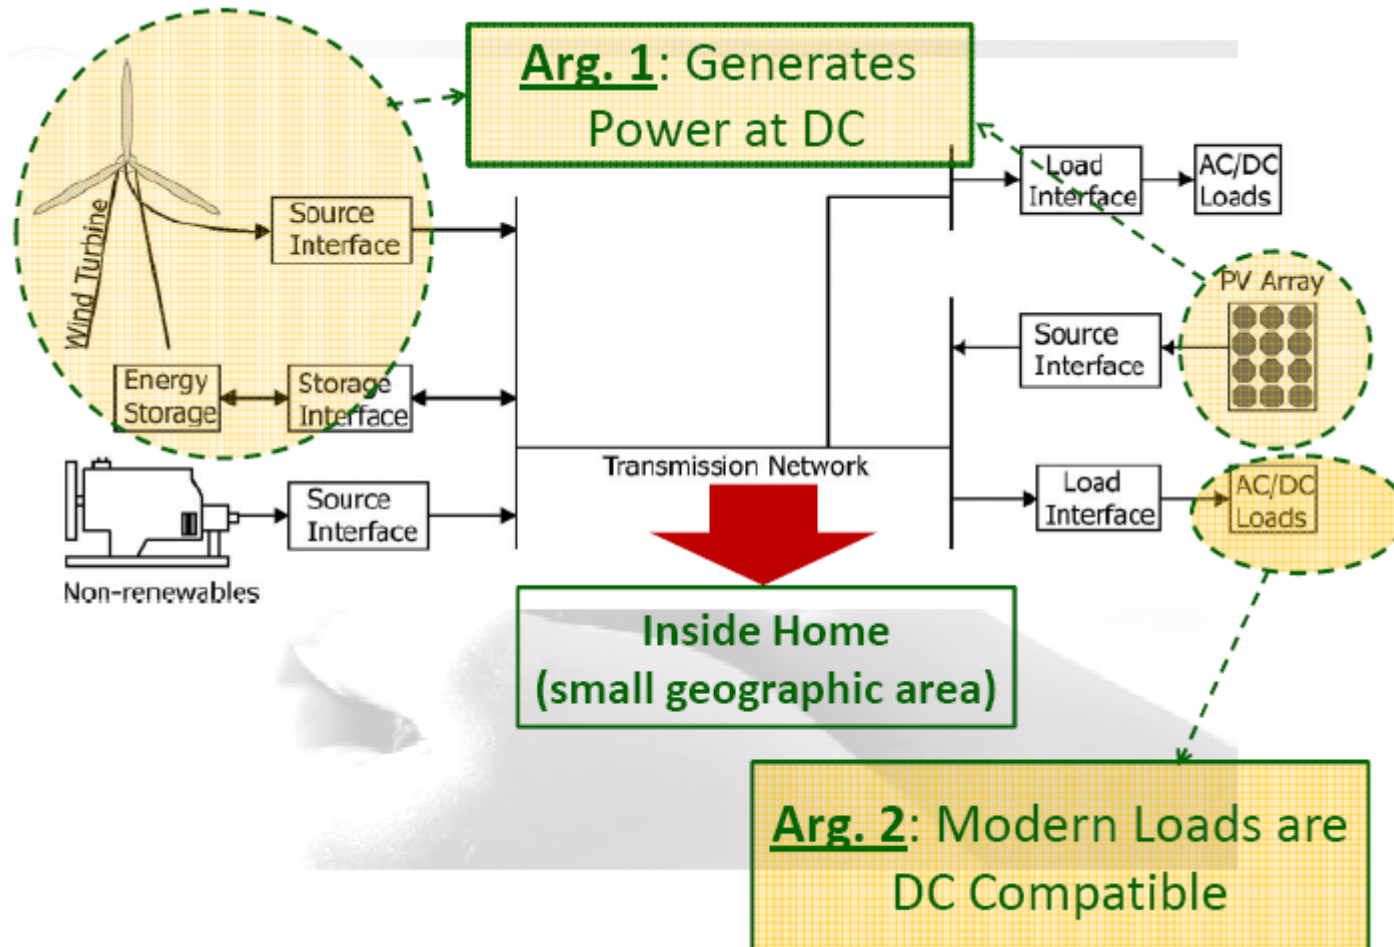 Arg. 1: Generates
Power at DC
Wind Turbine
Source
Interface
Energy
Storage
Storage
Interface
Source
Interface
Non-renewables
Transmission Network
Load
Interface
AC/DC
Loads
PV Array
Source
Interface
Load
Interface
AC/DC
Loads
Inside Home
(small geographic area)
Arg. 2: Modern Loads are
DC Compatible